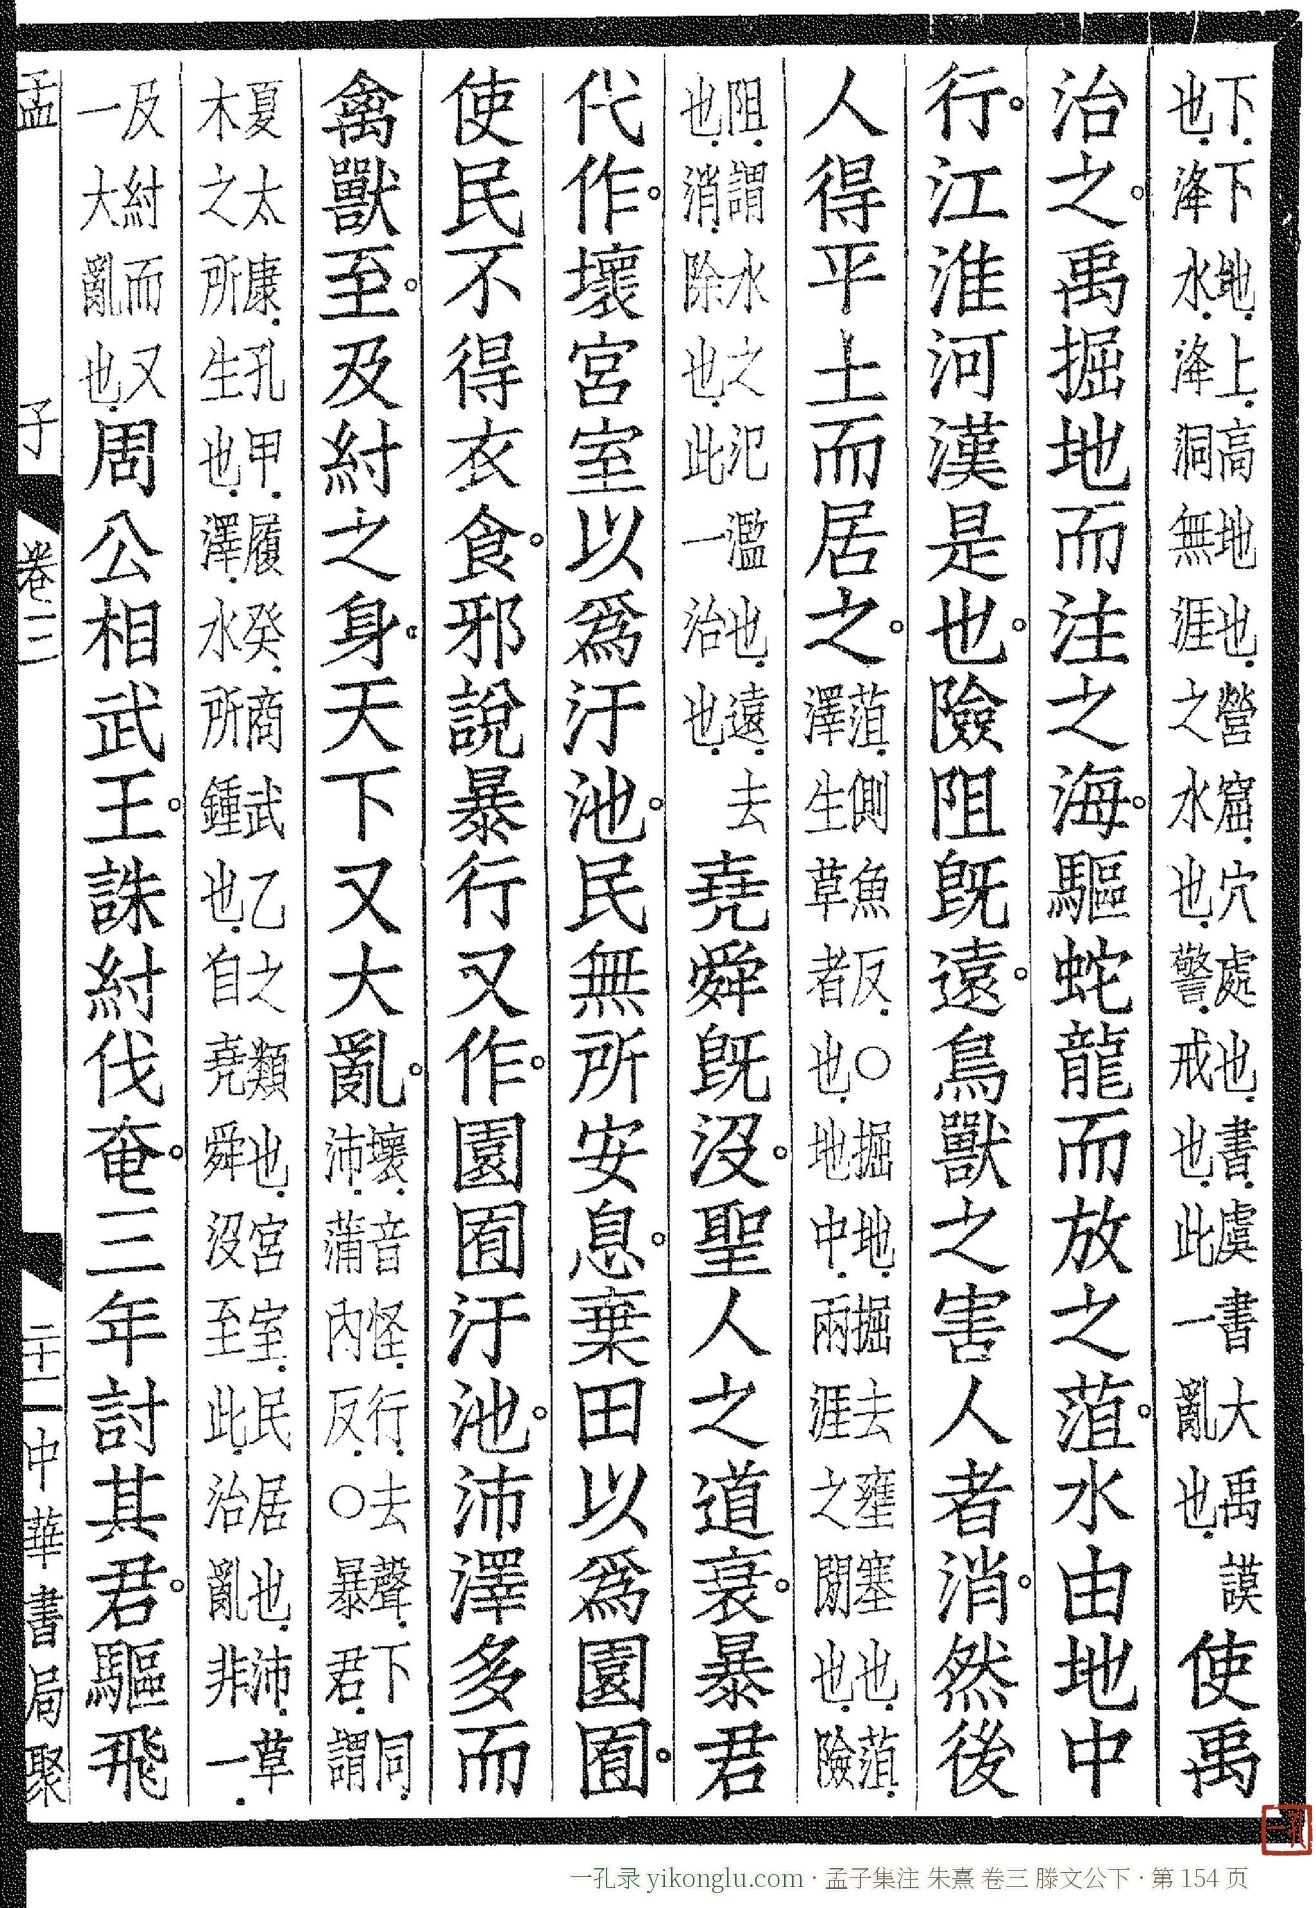 下.下地.上.高地也.營窟.穴處也.書.虞書大禹謨
也.洚水.洚洞無涯之水也.警.戒也.此一亂也.使禹
治之。禹掘地而注之海。驅蛇龍而放之菹。水由地中
行。江淮河漢是也。險阻既遠。鳥獸之害人者消。然後
人得平土而居之。菹.側魚反.○掘地.掘去壅塞也.菹.
澤生草者也.地中.兩涯之閒也.險
阻.謂水之氾濫也.遠.去
也.消.除也.此一治也.堯舜既沒。聖人之道衰。暴君
代作。壞宮室以爲汙池。民無所安息。棄田以爲園囿。
使民不得衣食。邪說暴行又作。園囿汙池。沛澤多而
禽獸至。及紂之身。天下又大亂。壞.音怪.行.去聲.下同.
沛.蒲內反.○暴君.謂
夏太康.孔甲.履癸.商武乙之類也.宮室.民居也.沛.草
木之所生也.澤.水所鍾也.自堯舜沒至此.治亂非一.
及紂而又
一大亂也.周公相武王。誅紂伐奄。三年討其君。驅飛
孟子 卷三 二十二 中華書局聚
一孔录 yikonglu.com · 孟子集注 朱熹 卷三 滕文公下 · 第 154 页